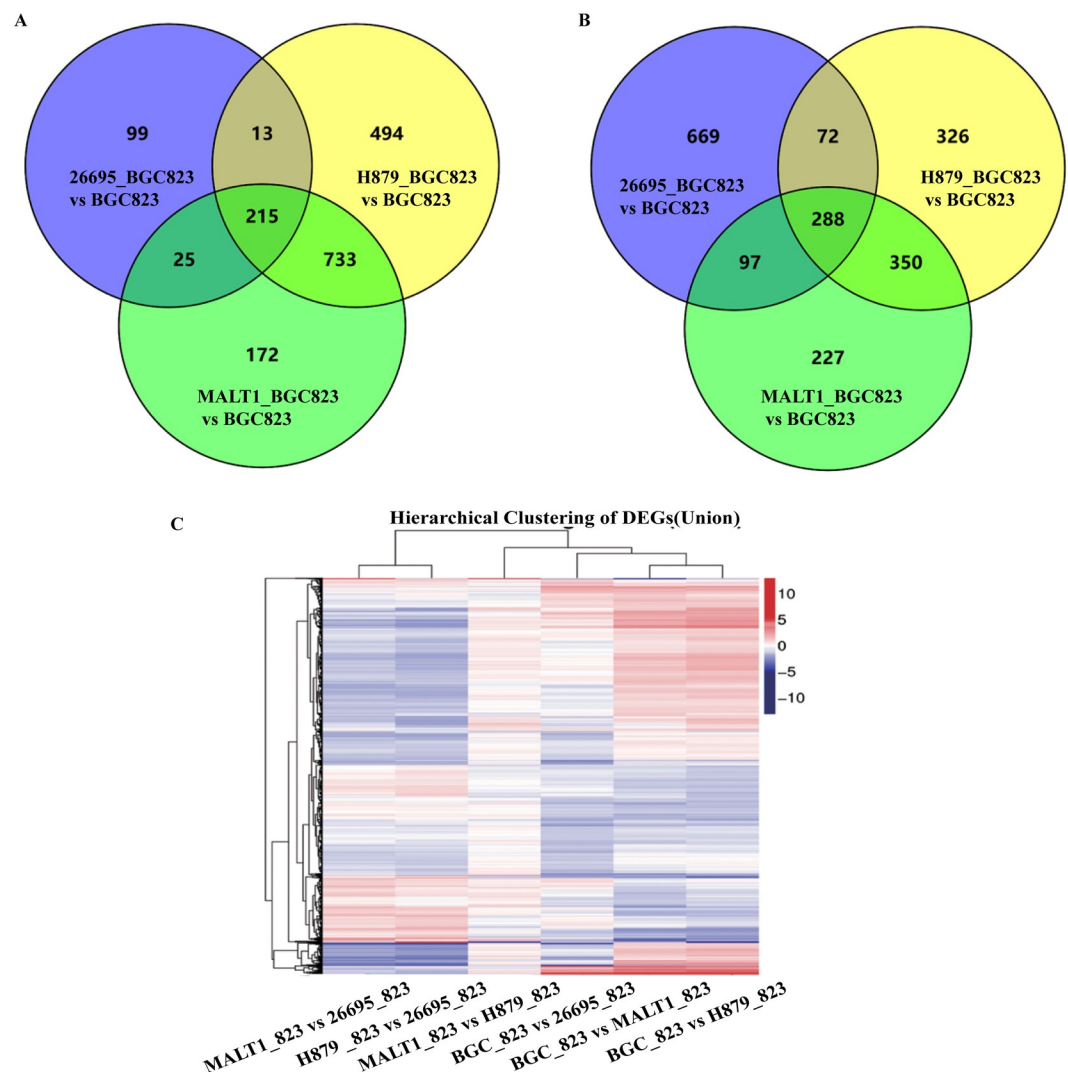 A
99
13
494
26695_BGC823
vs BGC823
H879_BGC823
vs BGC823
215
25
733
172
MALT1_BGC823
vs BGC823
B
669
72
326
26695_BGC823
vs BGC823
H879_BGC823
vs BGC823
288
97
350
227
MALT1_BGC823
vs BGC823
C
Hierarchical Clustering of DEGs(Union)
10
5
0
−5
−10
MALT1_823 vs 26695_823
H879 _823 vs 26695_823
MALT1_823 vs H879_823
BGC_823 vs 26695_823
BGC_823 vs MALT1_823
BGC_823 vs H879_823